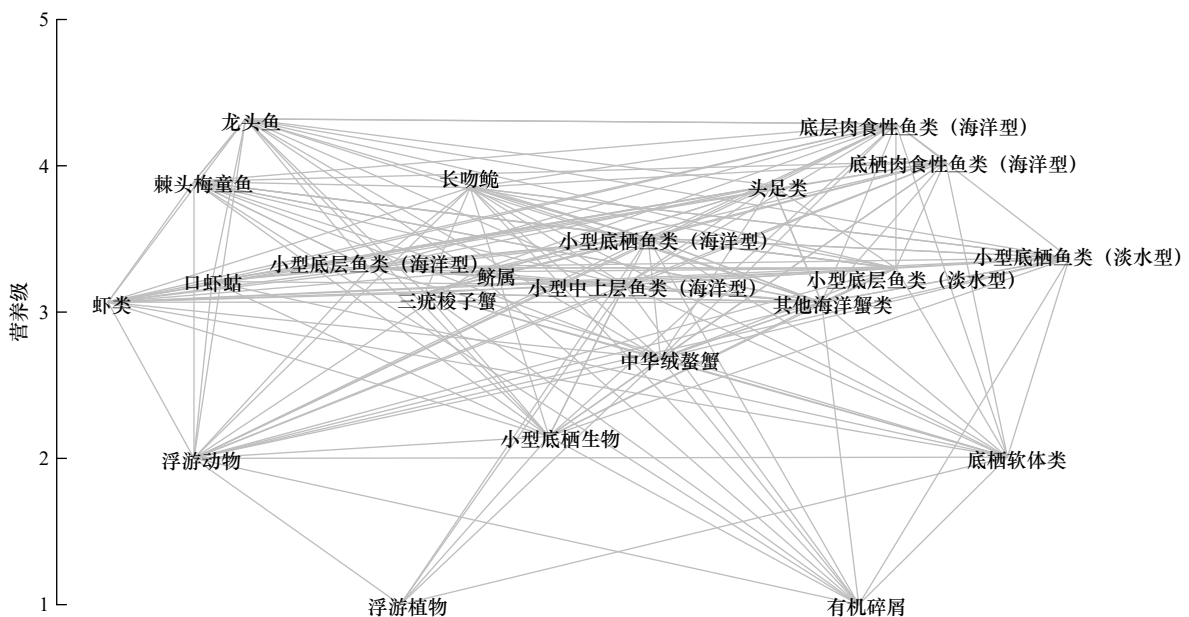 5
龙头鱼
底层肉食性鱼类（海洋型）
4
底栖肉食性鱼类（海洋型）
棘头梅童鱼
长吻鮠
头足类
小型底栖鱼类（海洋型）
小型底层鱼类（海洋型）
小型底栖鱼类（淡水型）
口虾蛄
鲚属
小型中上层鱼类（海洋型）
小型底层鱼类（淡水型）
虾类
三疣梭子蟹
其他海洋蟹类
3
营养级
中华绒螯蟹
小型底栖生物
2
浮游动物
底栖软体类
1
浮游植物
有机碎屑